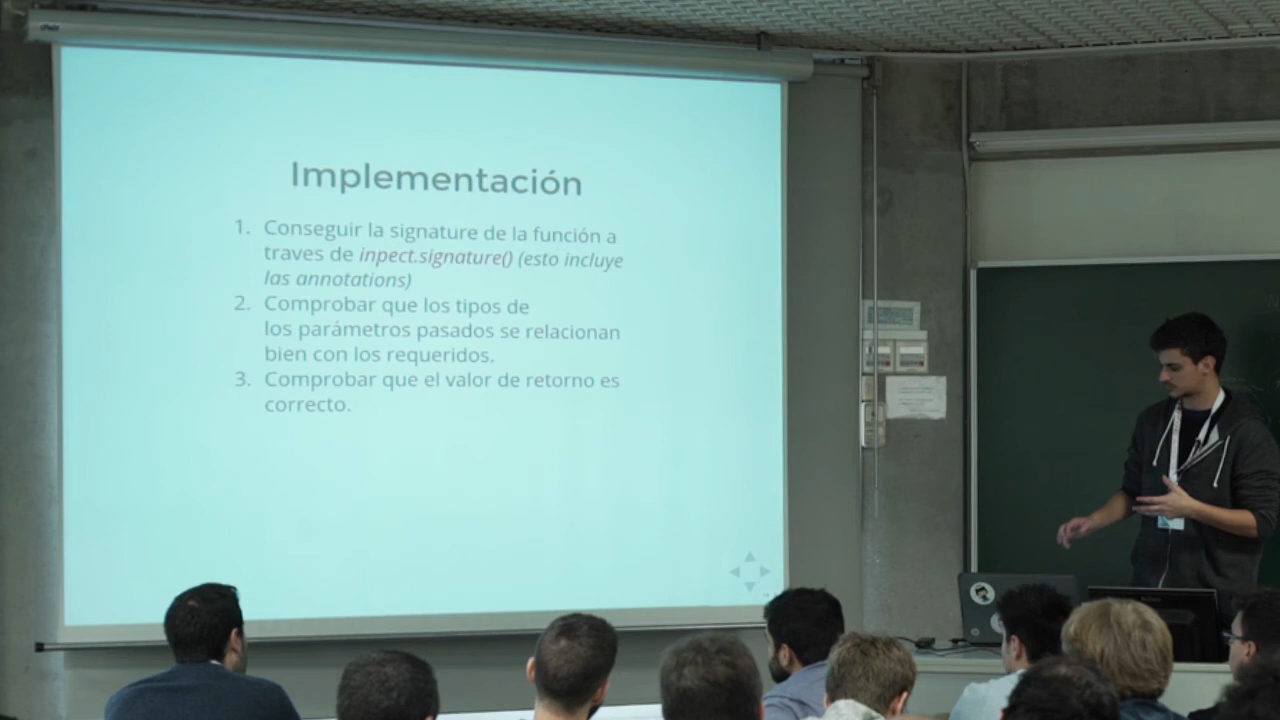 Implementación
1. Conseguir la signature de la función a
traves de inpect.signature() (esto incluye
las annotations)
2. Comprobar que los tipos de
los parámetros pasados se relacionan
bien con los requeridos.
3. Comprobar que el valor de retorno es
correcto.